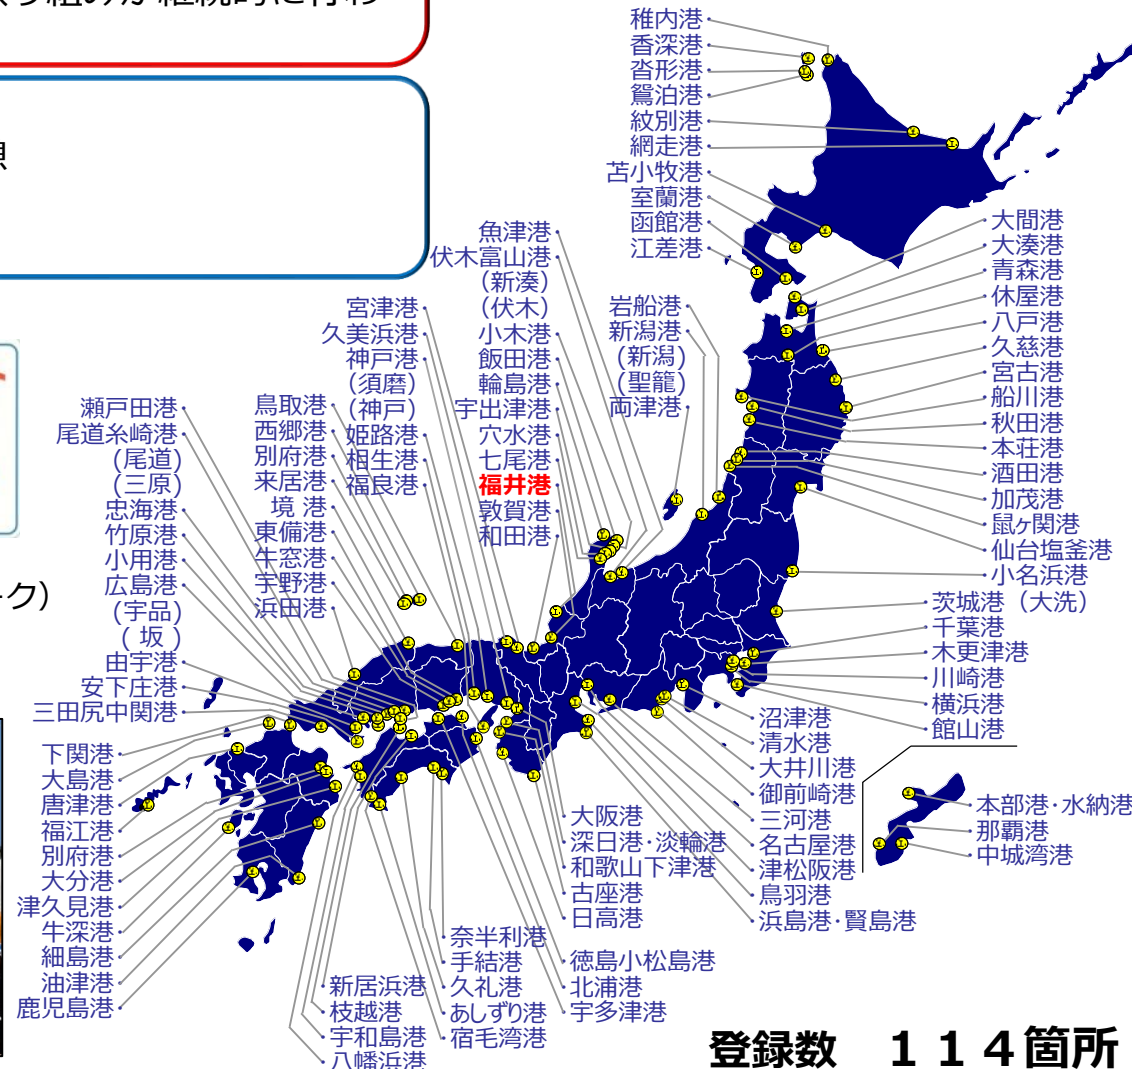 稚内港
香深港
沓形港
鴛泊港
紋別港
網走港
苫小牧港
室蘭港
函館港
江差港
魚津港
伏木富山港
(新湊)
(伏木)
小木港
飯田港
輪島港
宇出津港
穴水港
七尾港
福井港
敦賀港
和田港
岩船港
新潟港
(新潟)
(聖籠)
両津港
宮津港
久美浜港
神戸港
(須磨)
(神戸)
姫路港
相生港
福良港
鳥取港
西郷港
別府港
来居港
境 港
東備港
牛窓港
宇野港
浜田港
瀬戸田港
尾道糸崎港
(尾道)
(三原)
忠海港
竹原港
小用港
広島港
(宇品)
( 坂 )
由宇港
安下庄港
三田尻中関港
下関港
大島港
唐津港
福江港
別府港
大分港
津久見港
牛深港
細島港
油津港
鹿児島港
大間港
大湊港
青森港
休屋港
八戸港
久慈港
宮古港
船川港
秋田港
本荘港
酒田港
加茂港
鼠ヶ関港
仙台塩釜港
小名浜港
茨城港（大洗）
千葉港
木更津港
川崎港
横浜港
館山港
沼津港
清水港
大井川港
御前崎港
三河港
名古屋港
津松阪港
鳥羽港
浜島港・賢島港
大阪港
深日港・淡輪港
和歌山下津港
古座港
日高港
徳島小松島港
北浦港
宇多津港
奈半利港
手結港
久礼港
あしずり港
宿毛湾港
新居浜港
枝越港
宇和島港
八幡浜港
本部港・水納港
那覇港
中城湾港
ーク）
登録数　１１４箇所